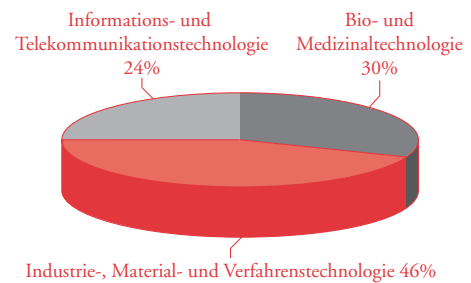 Informations- und
Telekommunikationstechnologie
24%
Bio- und
Medizinaltechnologie
30%
Industrie-, Material- und Verfahrenstechnologie 46%